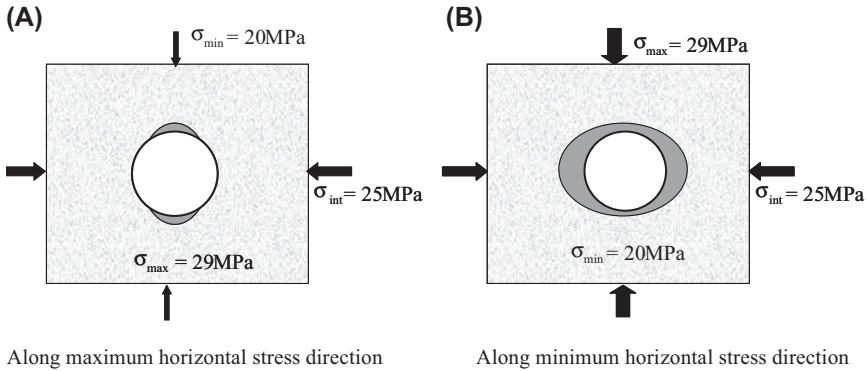 (A)
σmin = 20MPa
σint = 25MPa
σmax = 29MPa
Along maximum horizontal stress direction
(B)
σmax = 29MPa
σint = 25MPa
σmin = 20MPa
Along minimum horizontal stress direction